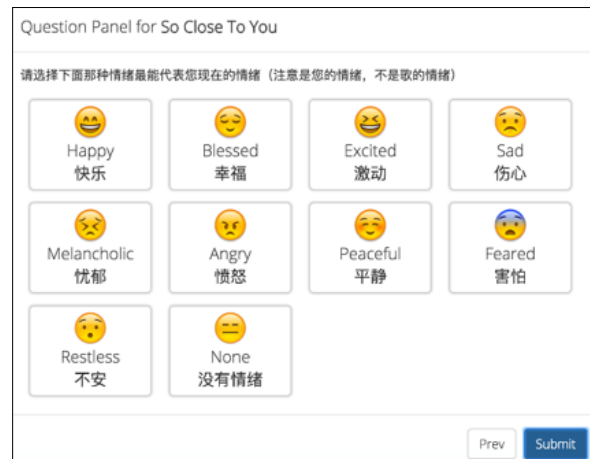 Question Panel for So Close To You
请选择下面那种情绪最能代表您现在的情绪（注意是您的情绪，不是歌的情绪）
Happy
快乐
Blessed
幸福
Excited
激动
Sad
伤心
Melancholic
忧郁
Angry
愤怒
Peaceful
平静
Feared
害怕
Restless
不安
None
没有情绪
Prev
Submit